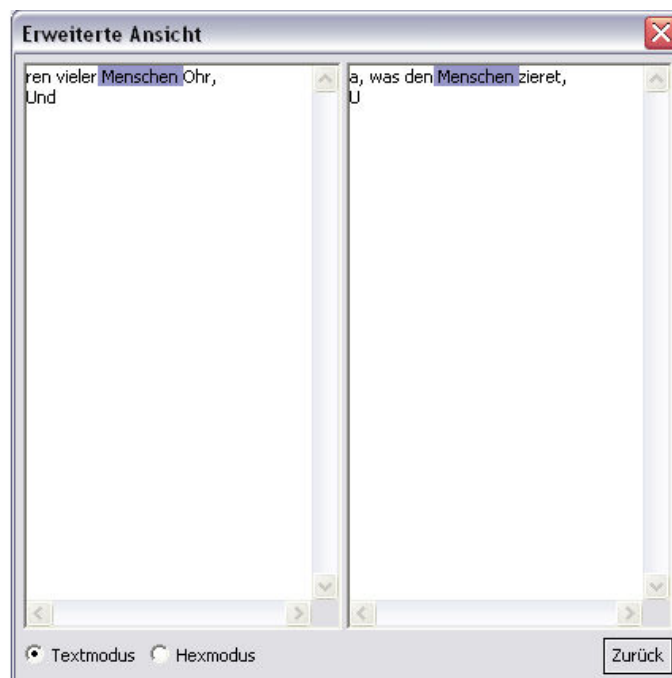 Erweiterte Ansicht
ren vieler Menschen Ohr,
Und
a, was den Menschen zieret,
U
Textmodus
Hexmodus
Zurück